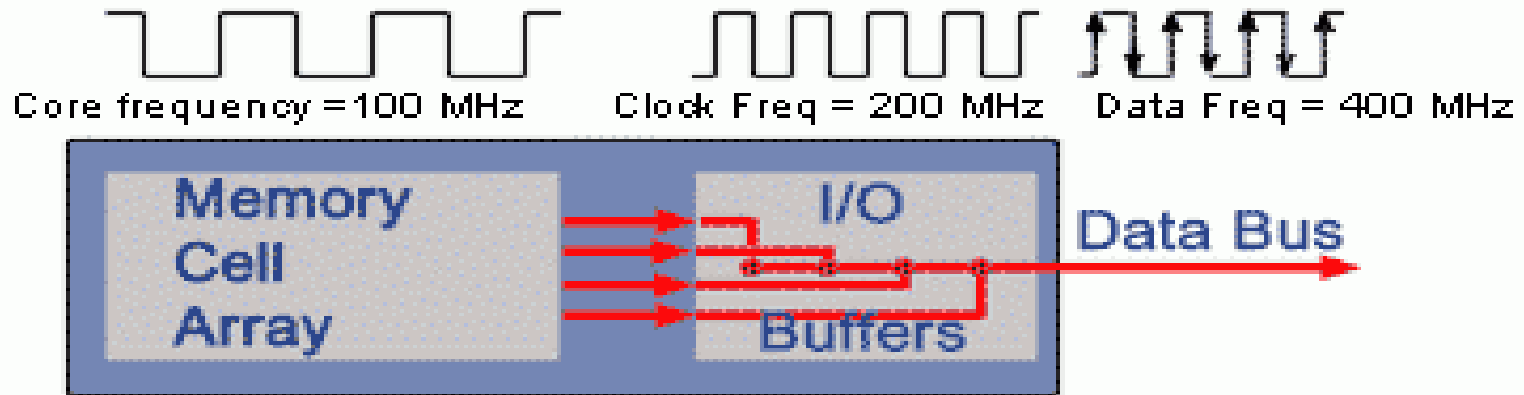 Core frequency =100 MHz
Clock Freq = 200 MHz
Data Freq = 400 MHz
Memory
Cell
Array
I/O
Buffers
Data Bus